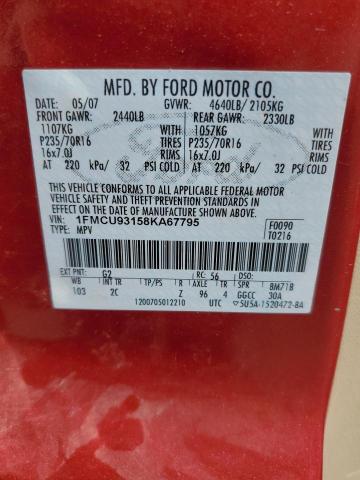 MFD. BY FORD MOTOR CO.
DATE: 05/07 GVWR: 4640LB/ 2105KG
FRONT GAWR: 2440LB REAR GAWR: 2330LB
1107KG WITH 1057KG WITH
P235/70R16 TIRES P235/70R16 TIRES
16x7.0J RIMS 16x7.0J RIMS
AT 220 kPa/ 32 PSI COLD AT 220 kPa/ 32 PSI COLD
THIS VEHICLE CONFORMS TO ALL APPLICABLE FEDERAL MOTOR
VEHICLE SAFETY AND THEFT PREVENTION STANDARDS IN
EFFECT ON THE DATE OF MANUFACTURE SHOWN ABOVE.
VIN: 1FMCU93158KA67795 F0090
TYPE: MPV T0216
EXT PNT: G2 RC: 56 DSO:
WB INT TR TP/PS R AXLE TR SPR BM71B
103 2C Z 96 4 GGCC 30A
1200705012210 UTC 5U5A-1520472-BA